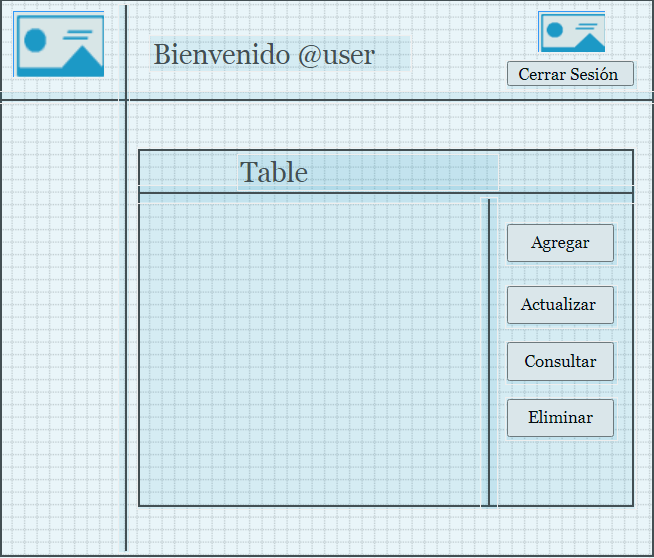 Bienvenido @user
Cerrar Sesión
Table
Agregar
Actualizar
Consultar
Eliminar